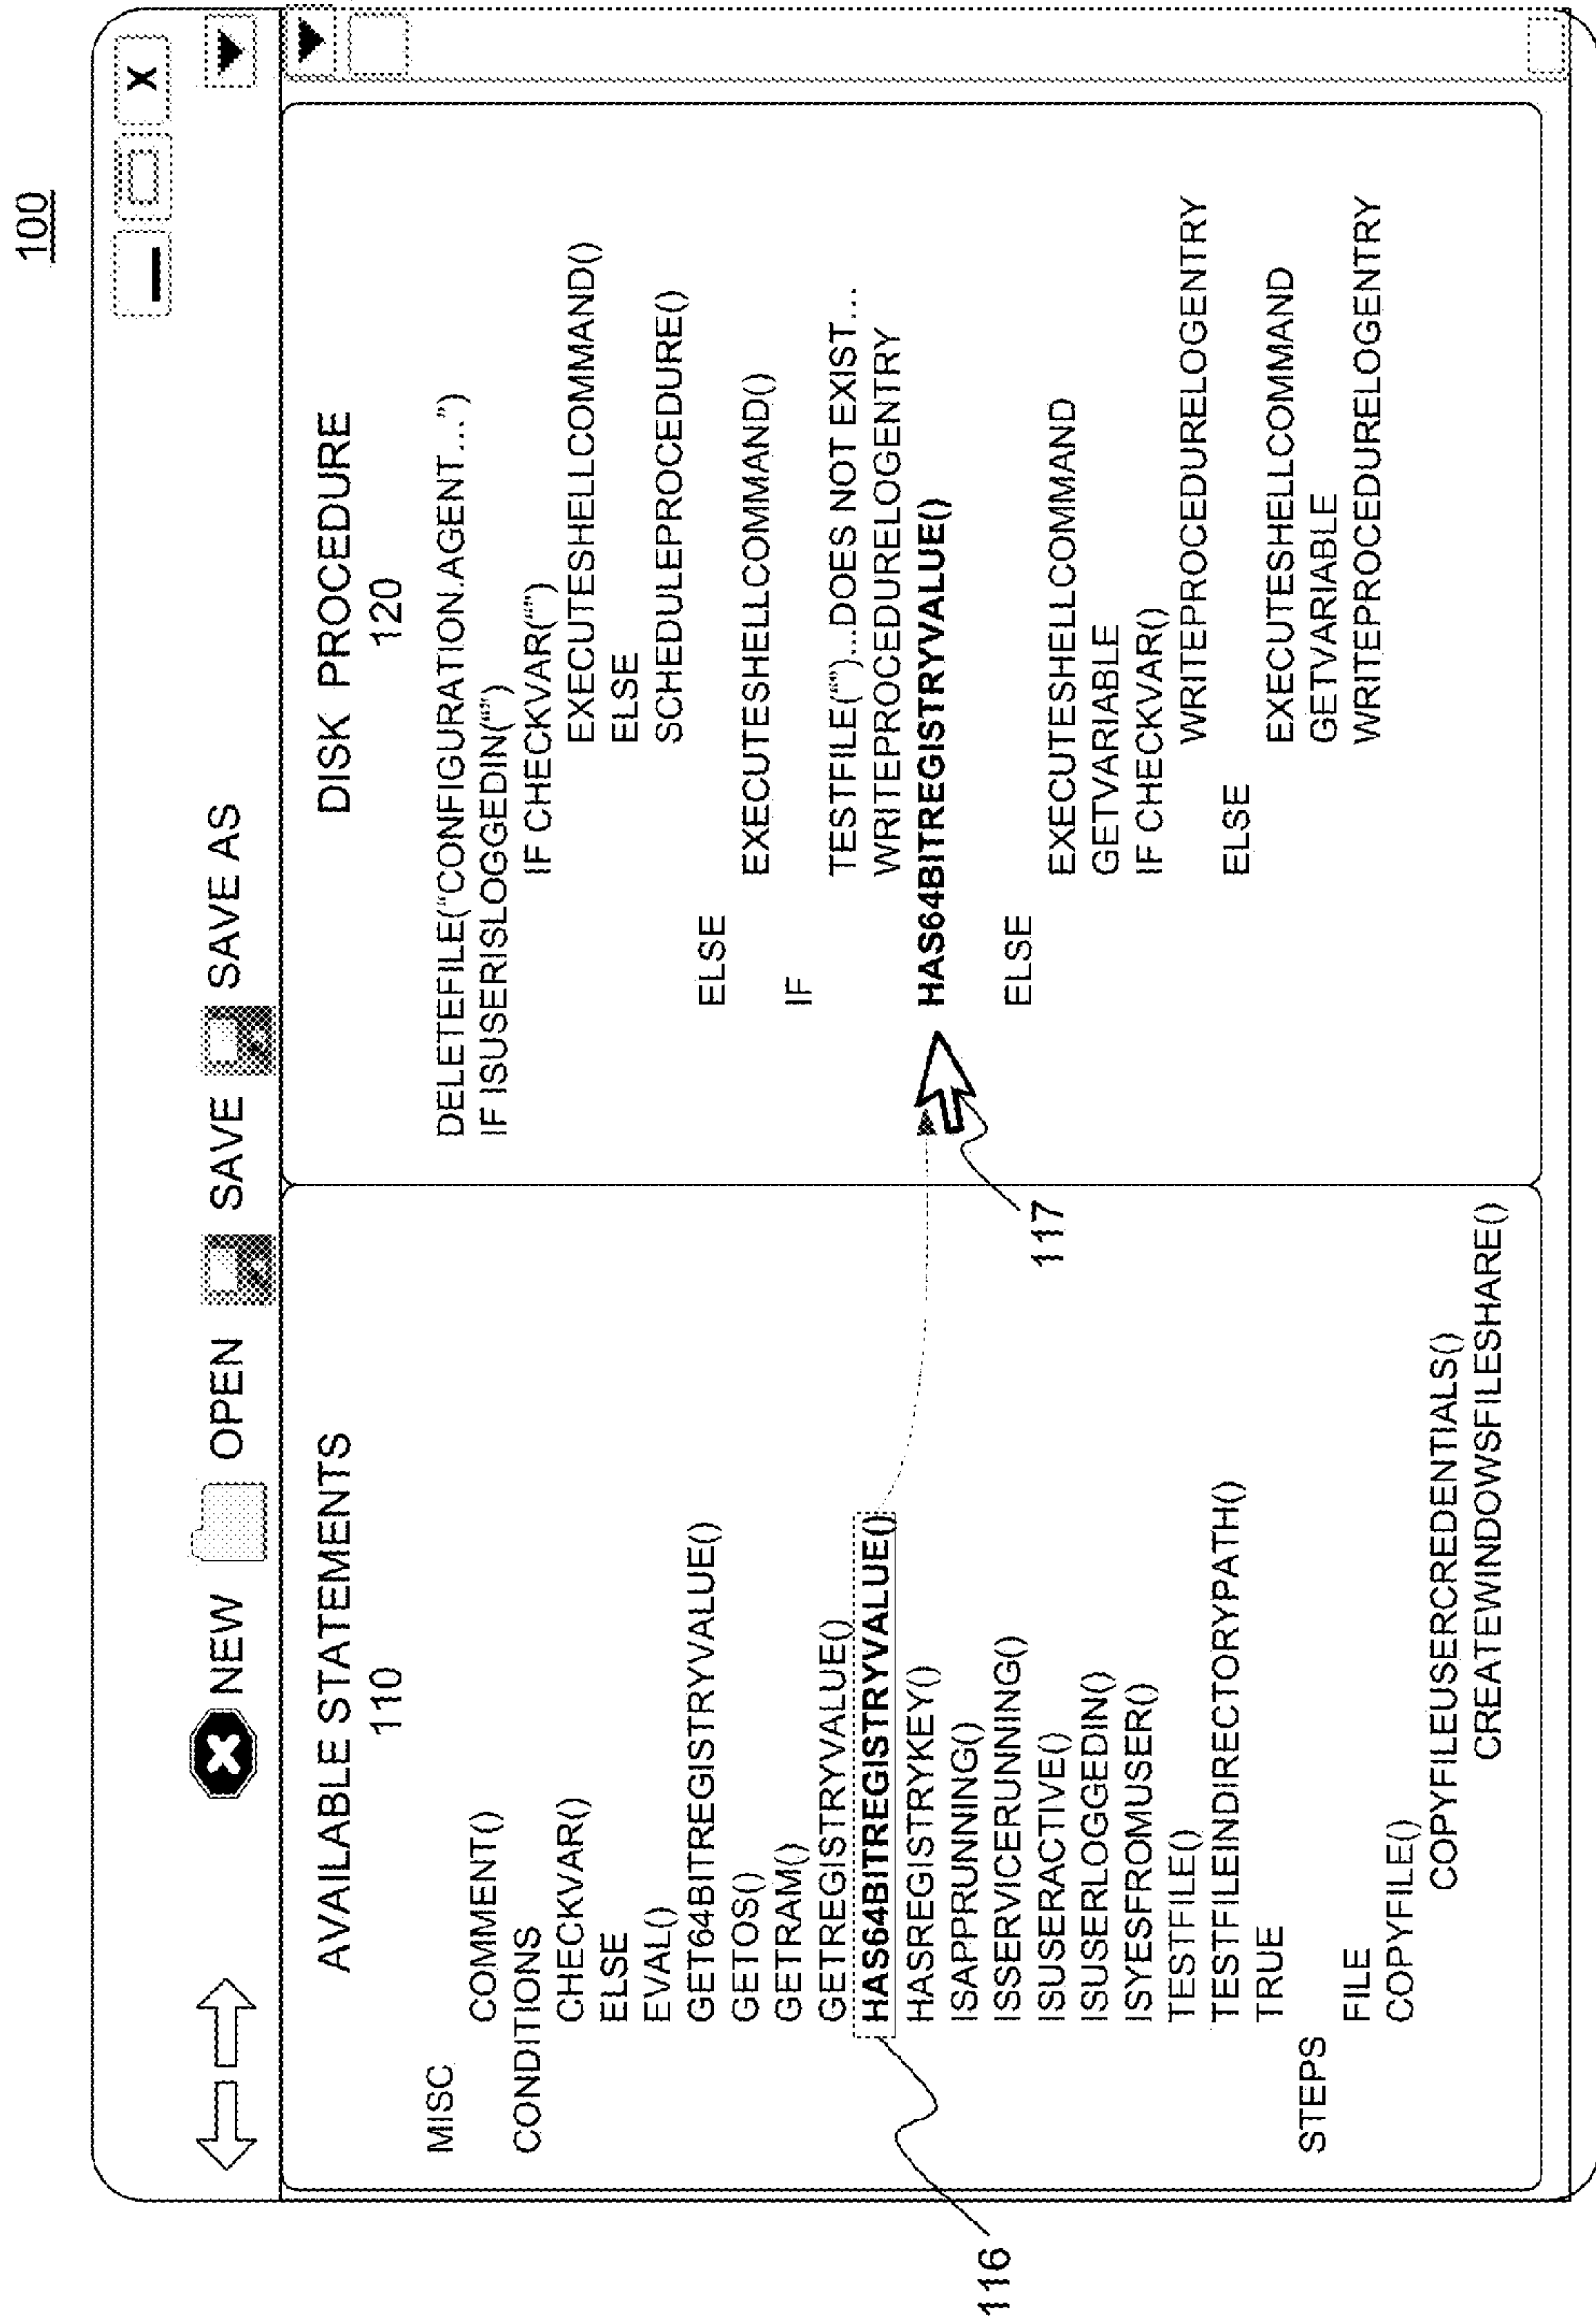 100
X
NEW OPEN SAVE SAVE AS
AVAILABLE STATEMENTS
110
MISC
COMMENT()
CONDITIONS
CHECKVAR()
ELSE
EVAL()
GET64BITREGISTRYVALUE()
GETOS()
GETRAM()
GETREGISTRYVALUE()
HAS64BITREGISTRYVALUE()
HASREGISTRYKEY()
ISAPPRUNNING()
ISSERVICERUNNING()
ISUSERACTIVE()
ISUSERLOGGEDIN()
ISYESFROMUSER()
TESTFILE()
TESTFILEINDIRECTORYPATH()
TRUE
STEPS
FILE
COPYFILE()
COPYFILEUSERCREDENTIALS()
CREATEWINDOWSFILESHARE()
116
DISK PROCEDURE
120
DELETEFILE("CONFIGURATION.AGENT...”)
IF ISUSERISLOGGEDIN(“”)
IF CHECKVAR(“”)
EXECUTESHELLCOMMAND()
ELSE
SCHEDULEPROCEDURE()
ELSE
EXECUTESHELLCOMMAND()
IF
TESTFILE(“”)...DOES NOT EXIST...
WRITEPROCEDURELOGENTRY
HAS64BITREGISTRYVALUE()
ELSE
EXECUTESHELLCOMMAND
GETVARIABLE
IF CHECKVAR()
WRITEPROCEDURELOGENTRY
ELSE
EXECUTESHELLCOMMAND
GETVARIABLE
WRITEPROCEDURELOGENTRY
117